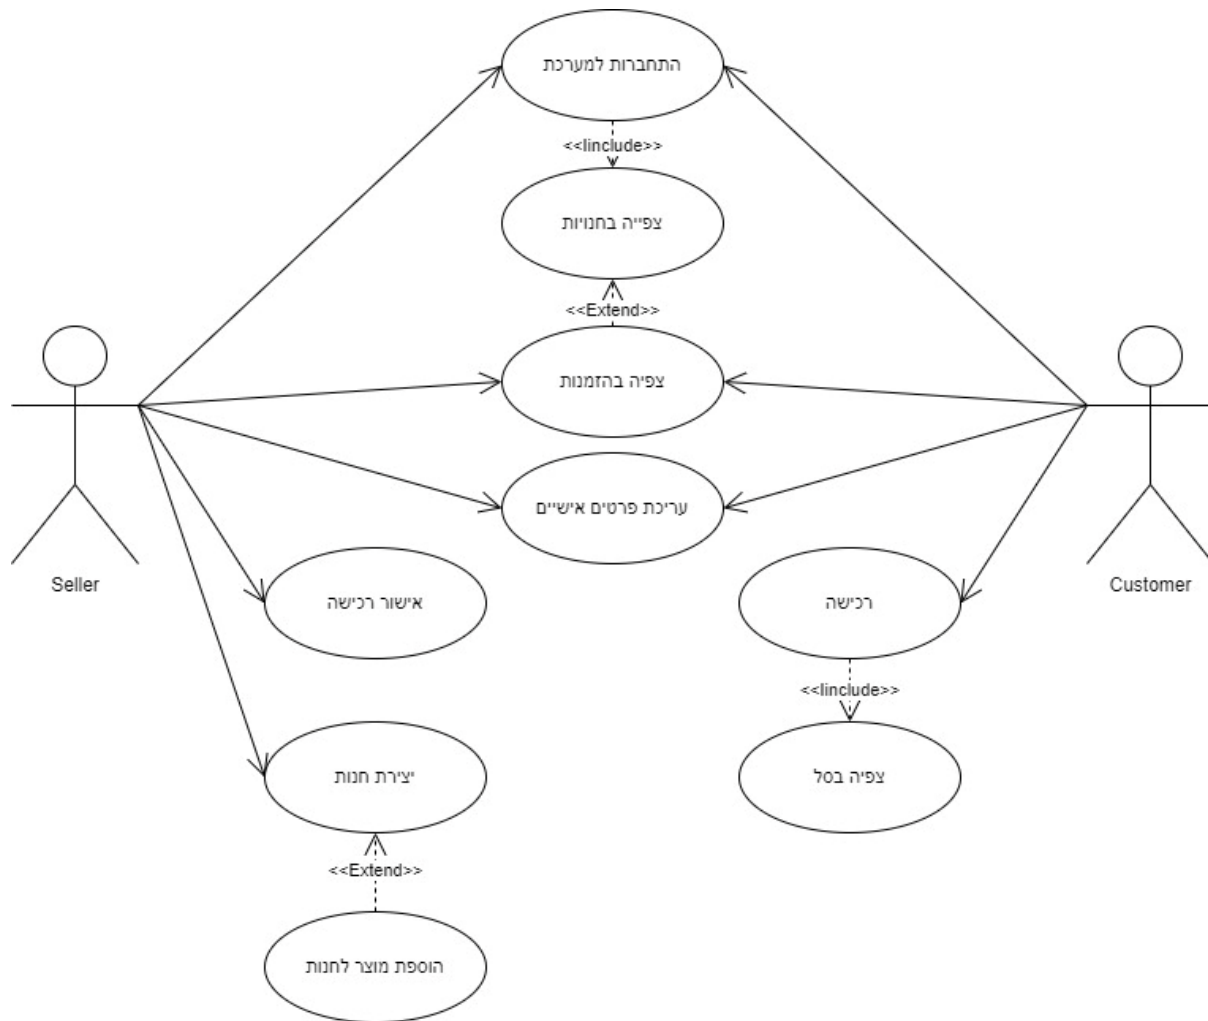 התחברות למערכת
<<Iinclude>>
צפייה בחנויות
<<Extend>>
צפיה בהזמנות
עריכת פרטים אישיים
Seller
Customer
אישור רכישה
רכישה
<<Iinclude>>
יצירת חנות
צפיה בסל
<<Extend>>
הוספת מוצר לחנות